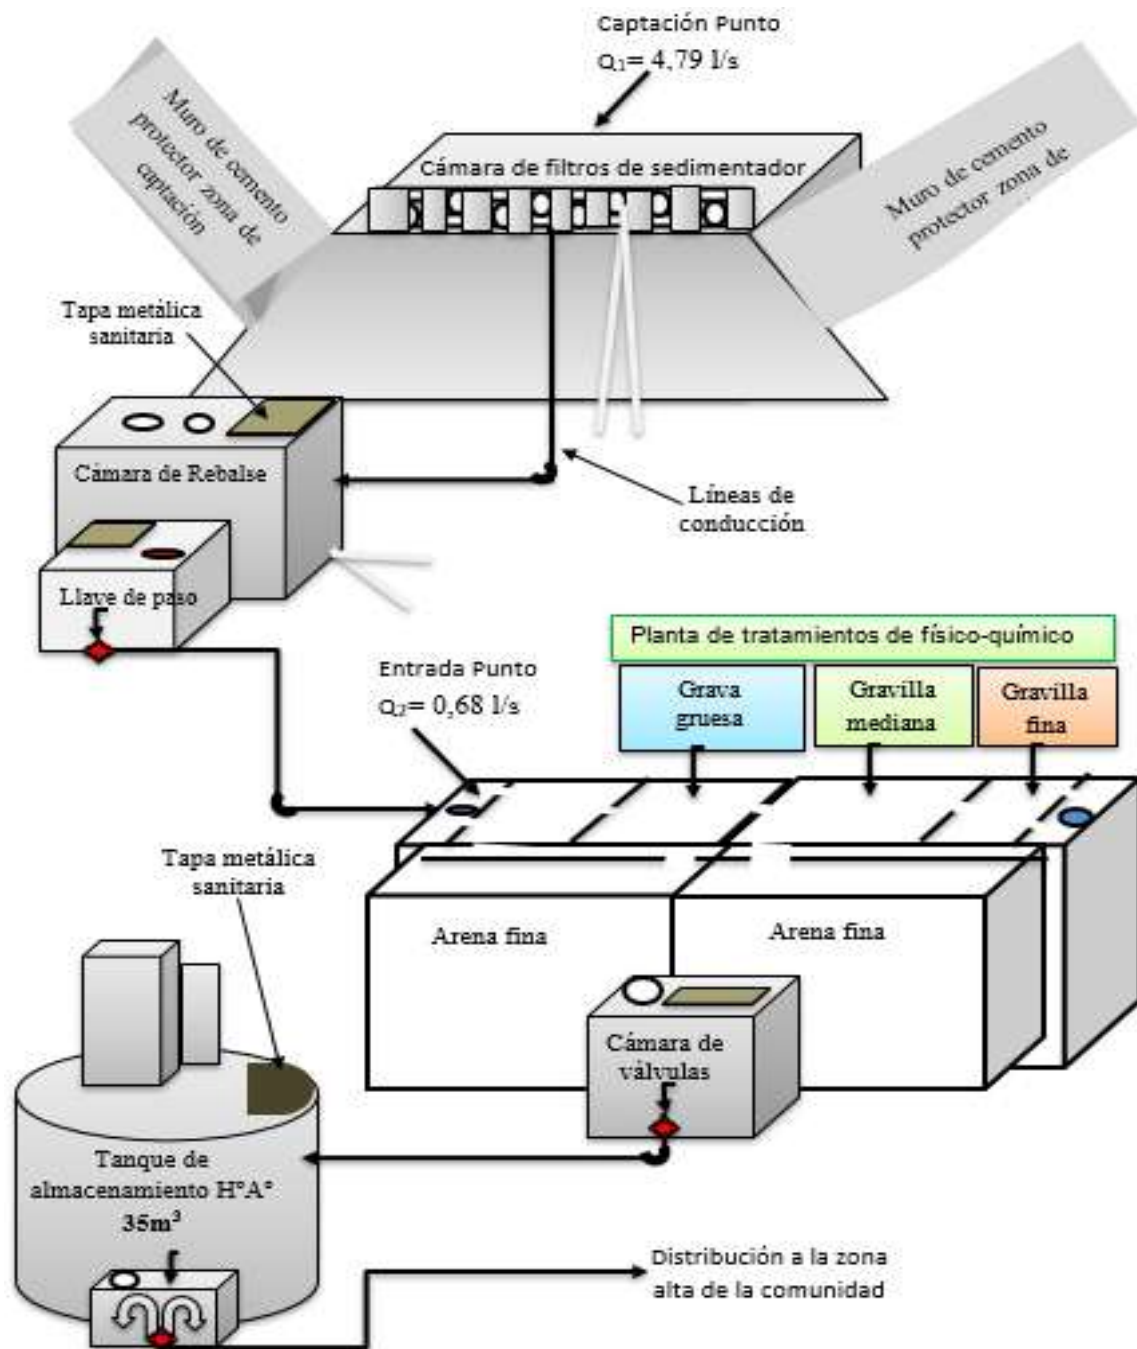 Captación Punto
Q₁= 4,79 l/s
Muro de cemento
protector zona de
captación
Cámara de filtros de sedimentador
Muro de cemento
protector zona de
Tapa metálica
sanitaria
Cámara de Rebalse
Líneas de
conducción
Llave de paso
Entrada Punto
Q₂= 0,68 l/s
Planta de tratamientos de físico-químico
Grava
gruesa
Gravilla
mediana
Gravilla
fina
Tapa metálica
sanitaria
Arena fina
Arena fina
Cámara de
válvulas
Tanque de
almacenamiento H°A°
35m³
Distribución a la zona
alta de la comunidad